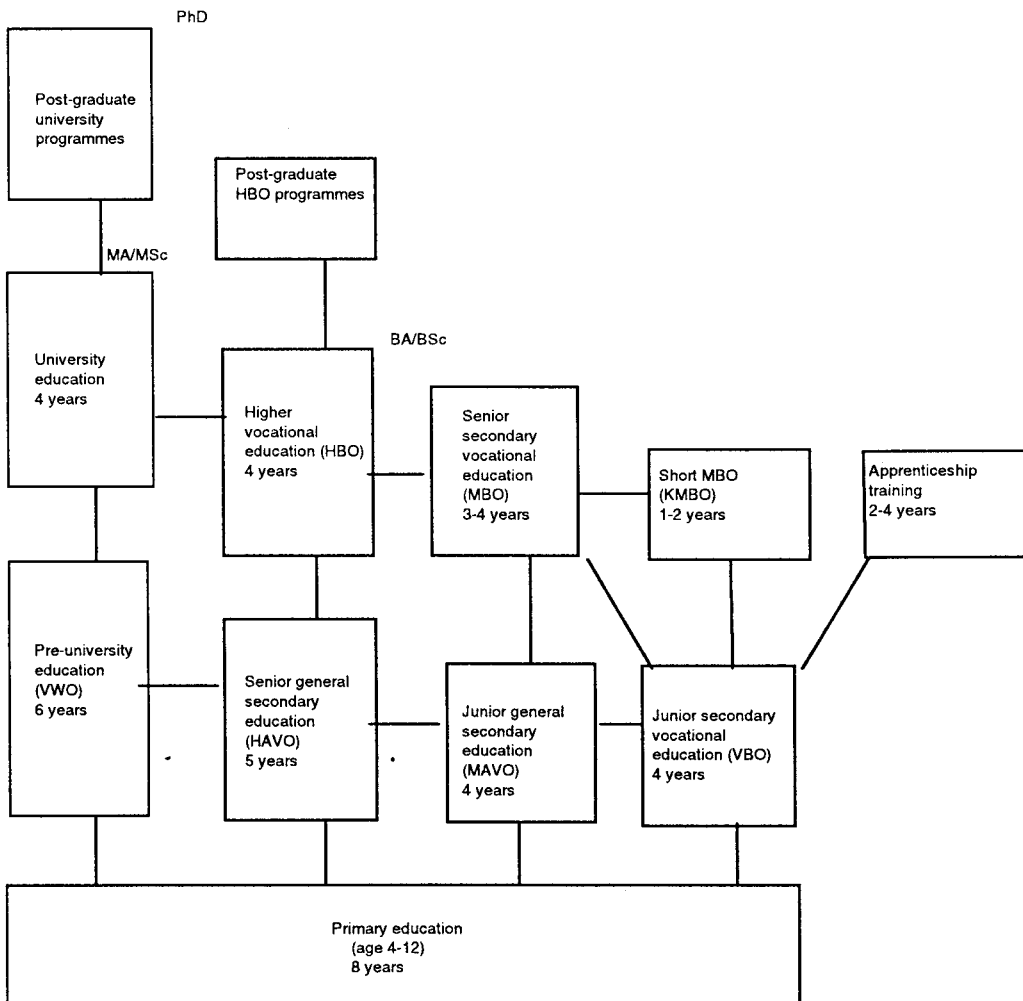 PhD
Post-graduate
university
programmes
Post-graduate
HBO programmes
MA/MSc
BA/BSc
University
education
4 years
Higher
vocational
education (HBO)
4 years
Senior
secondary
vocational
education
(MBO)
3-4 years
Short MBO
(KMBO)
1-2 years
Apprenticeship
training
2-4 years
Pre-university
education
(VWO)
6 years
Senior general
secondary
education
(HAVO)
5 years
Junior general
secondary
education
(MAVO)
4 years
Junior secondary
vocational
education (VBO)
4 years
Primary education
(age 4-12)
8 years